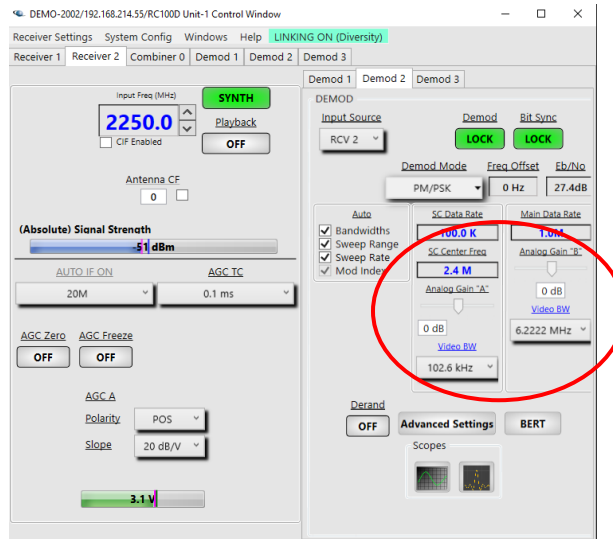 DEMO-2002/192.168.214.55/RC100D Unit-1 Control Window
Receiver Settings System Config Windows Help LINKING ON (Diversity)
Receiver 1 Receiver 2 Combiner 0 Demod 1 Demod 2 Demod 3
Input Freq (MHz)
2250.0
CIF Enabled
SYNTH
Playback
OFF
Antenna CF
0
(Absolute) Signal Strength
-51 dBm
AUTO IF ON
20M
AGC TC
0.1 ms
AGC Zero
OFF
AGC Freeze
OFF
AGC A
Polarity POS
Slope 20 dB/V
3.1 V
Demod 1 Demod 2 Demod 3
DEMOD
Input Source
RCV 2
Demod
LOCK
Bit Sync
LOCK
Demod Mode
PM/PSK
Freq Offset
0 Hz
Eb/No
27.4dB
Auto
Bandwidths
Sweep Range
Sweep Rate
Mod Index
SC Data Rate
100.0 K
SC Center Freq
2.4 M
Analog Gain "A"
0 dB
Video BW
102.6 kHz
Main Data Rate
1.0M
Analog Gain "B"
0 dB
Video BW
6.2222 MHz
Derand
OFF
Advanced Settings
BERT
Scopes